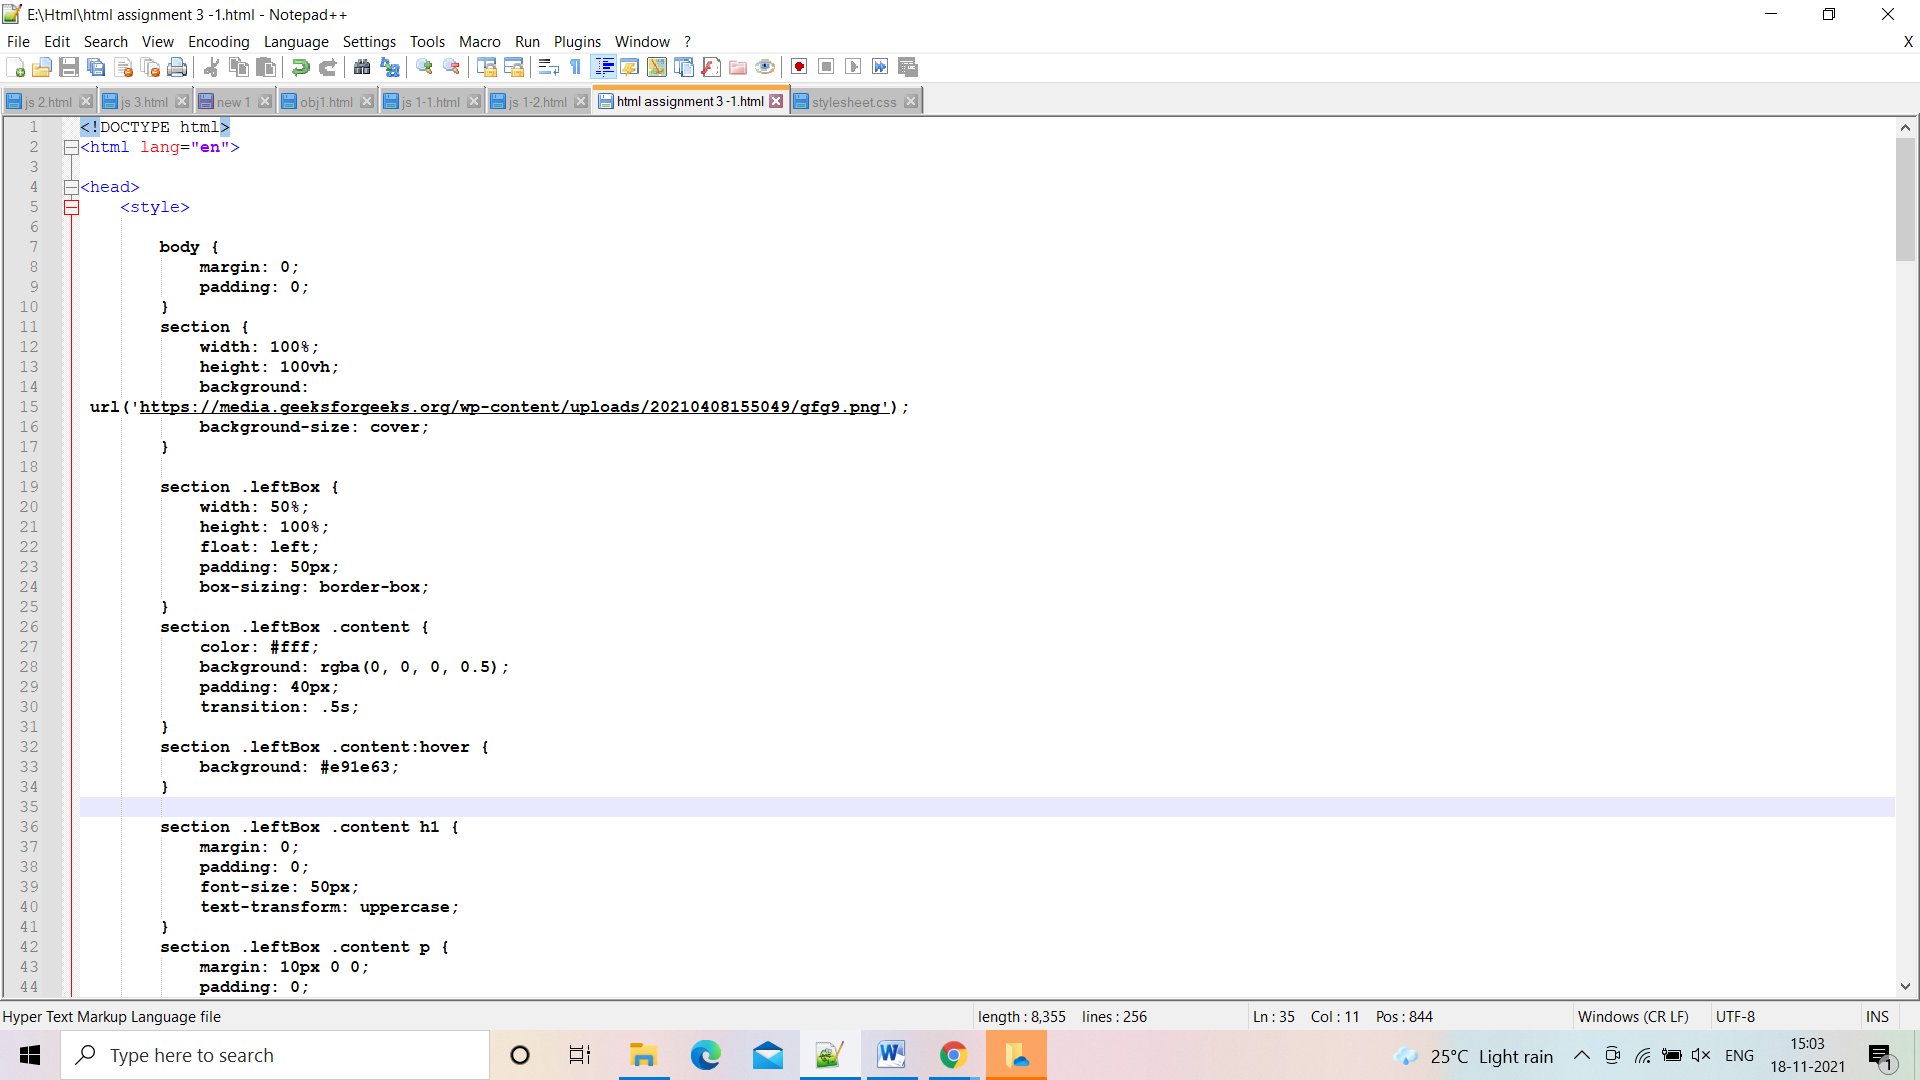 E:\Html\html assignment 3 -1.html - Notepad++
File Edit Search View Encoding Language Settings Tools Macro Run Plugins Window ? X
js 2.html js 3.html new 1 obj1.html js 1-1.html js 1-2.html html assignment 3 -1.html stylesheet.css
1 <!DOCTYPE html>
2 <html lang="en">
3
4 <head>
5 <style>
6
7 body {
8 margin: 0;
9 padding: 0;
10 }
11 section {
12 width: 100%;
13 height: 100vh;
14 background:
15 url('https://media.geeksforgeeks.org/wp-content/uploads/20210408155049/gfg9.png');
16 background-size: cover;
17 }
18
19 section .leftBox {
20 width: 50%;
21 height: 100%;
22 float: left;
23 padding: 50px;
24 box-sizing: border-box;
25 }
26 section .leftBox .content {
27 color: #fff;
28 background: rgba(0, 0, 0, 0.5);
29 padding: 40px;
30 transition: .5s;
31 }
32 section .leftBox .content:hover {
33 background: #e91e63;
34 }
35
36 section .leftBox .content h1 {
37 margin: 0;
38 padding: 0;
39 font-size: 50px;
40 text-transform: uppercase;
41 }
42 section .leftBox .content p {
43 margin: 10px 0 0;
44 padding: 0;
Hyper Text Markup Language file length : 8,355 lines : 256 Ln : 35 Col : 11 Pos : 844 Windows (CR LF) UTF-8 INS
Type here to search 25°C Light rain ENG 15:03
18-11-2021 1